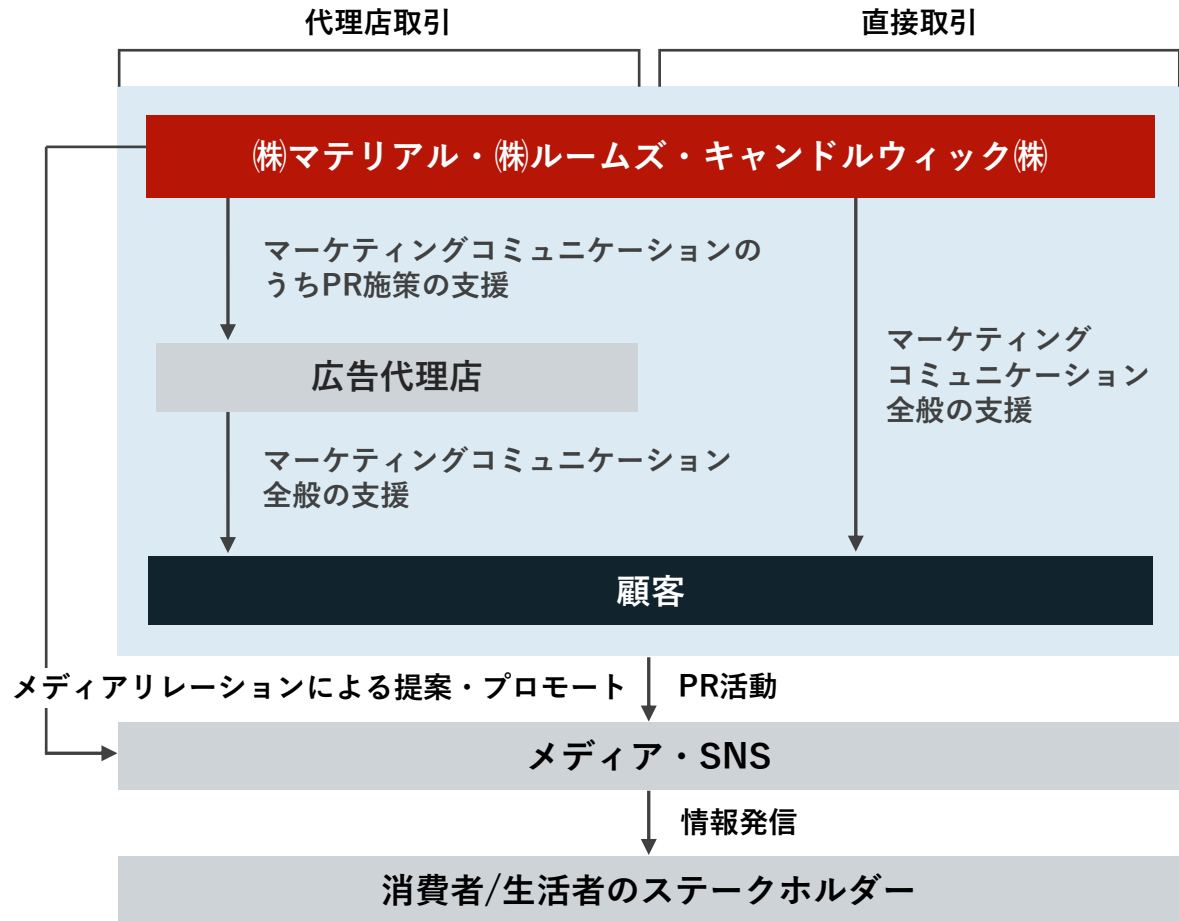 代理店取引
直接取引
㈱マテリアル・㈱ルームズ・キャンドルウィック㈱
マーケティングコミュニケーションの
うちPR施策の支援
広告代理店
マーケティングコミュニケーション
全般の支援
マーケティング
コミュニケーション
全般の支援
顧客
メディアリレーションによる提案・プロモート
PR活動
メディア・SNS
情報発信
消費者/生活者のステークホルダー